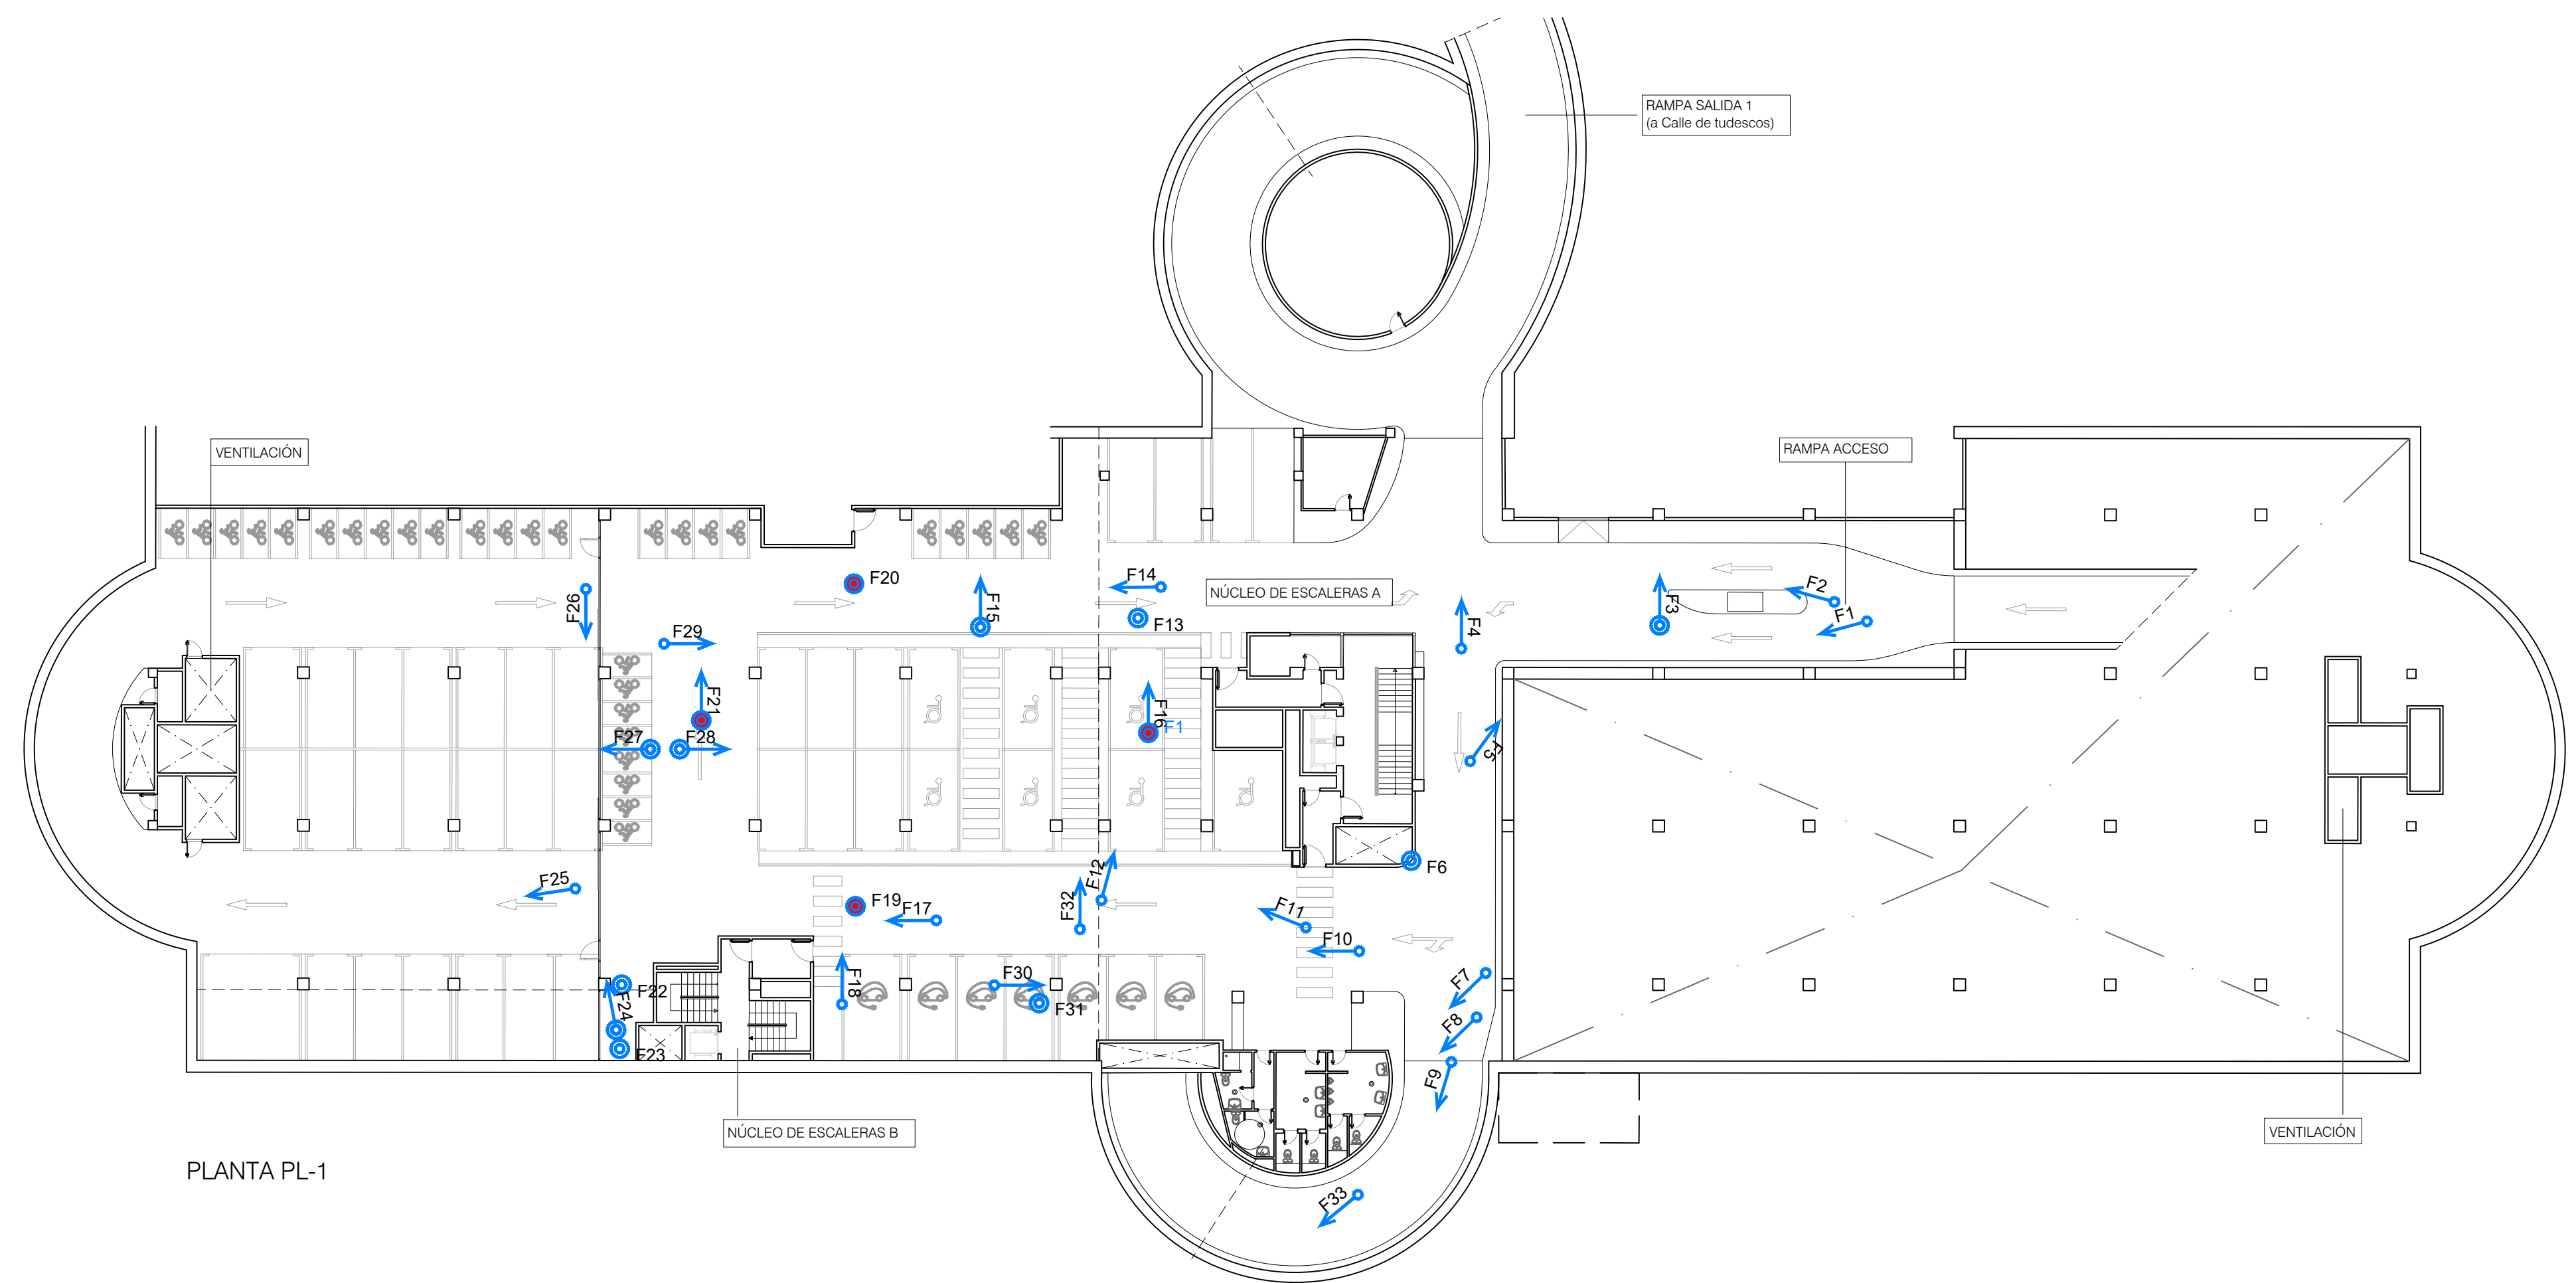 RAMPA SALIDA 1
(a Calle de tudescos)
VENTILACIÓN
RAMPA ACCESO
NÚCLEO DE ESCALERAS A
F20
F14
F15
F13
F26
F29
F4
F3
F2
F1
F21
F16
F1
F27
F28
F5
F6
F12
F25
F19
F17
F32
F11
F10
F22
F24
F23
F18
F30
F31
F7
F8
F9
F33
NÚCLEO DE ESCALERAS B
VENTILACIÓN
PLANTA PL-1